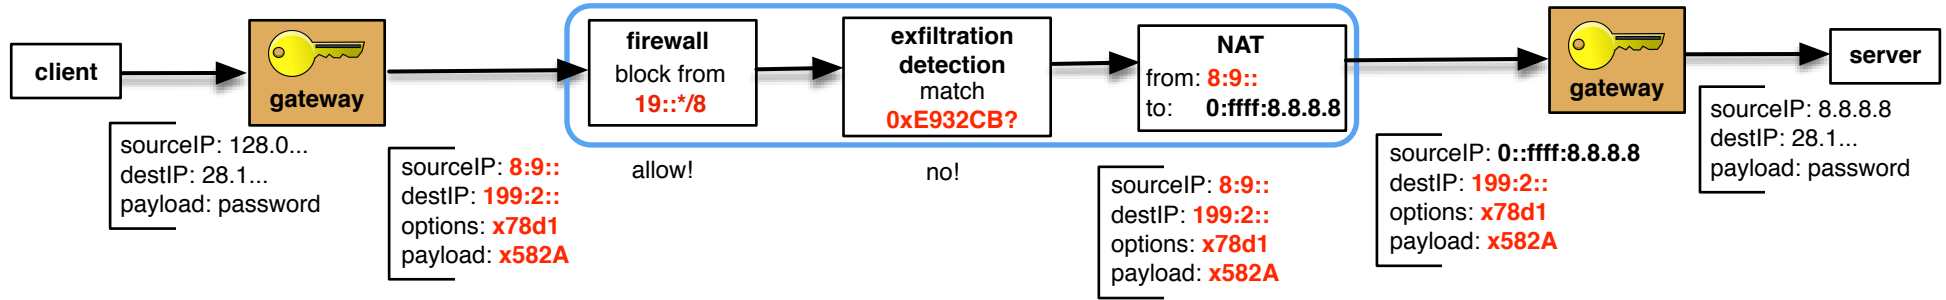 client
gateway
firewall
block from
19::*/8
exfiltration
detection
match
0xE932CB?
NAT
from: 8:9::
to: 0:ffff:8.8.8.8
gateway
server
sourceIP: 128.0...
destIP: 28.1...
payload: password
sourceIP: 8:9::
destIP: 199:2::
options: x78d1
payload: x582A
allow!
no!
sourceIP: 8:9::
destIP: 199:2::
options: x78d1
payload: x582A
sourceIP: 0::ffff:8.8.8.8
destIP: 199:2::
options: x78d1
payload: x582A
sourceIP: 8.8.8.8
destIP: 28.1...
payload: password